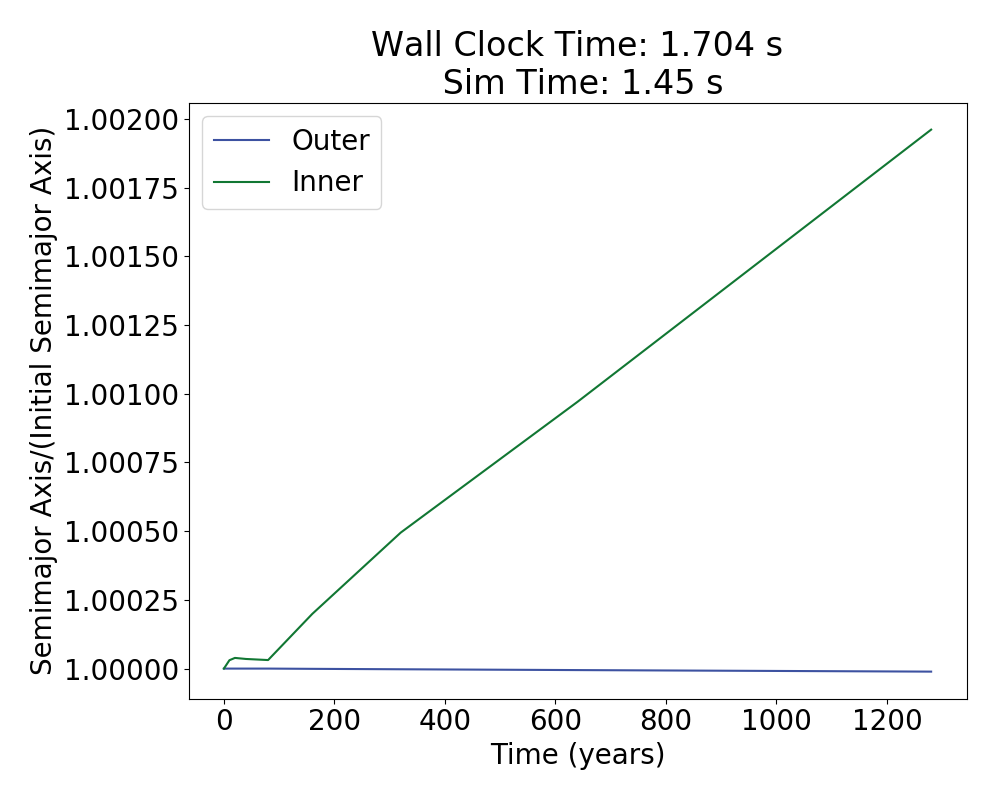 Wall Clock Time: 1.704 s
Sim Time: 1.45 s
Semimajor Axis/(Initial Semimajor Axis)
1.00200
1.00175
1.00150
1.00125
1.00100
1.00075
1.00050
1.00025
1.00000
Outer
Inner
0 200 400 600 800 1000 1200
Time (years)